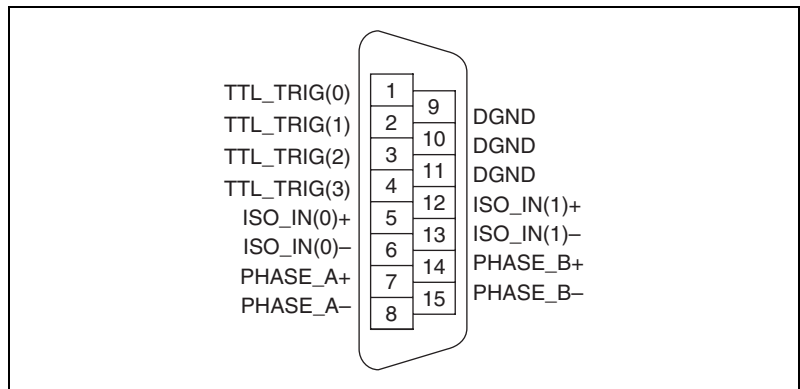 TTL_TRIG(0) 1
9 DGND
TTL_TRIG(1) 2
10 DGND
TTL_TRIG(2) 3
11 DGND
TTL_TRIG(3) 4
12 ISO_IN(1)+
ISO_IN(0)+ 5
13 ISO_IN(1)–
ISO_IN(0)– 6
14 PHASE_B+
PHASE_A+ 7
15 PHASE_B–
PHASE_A– 8